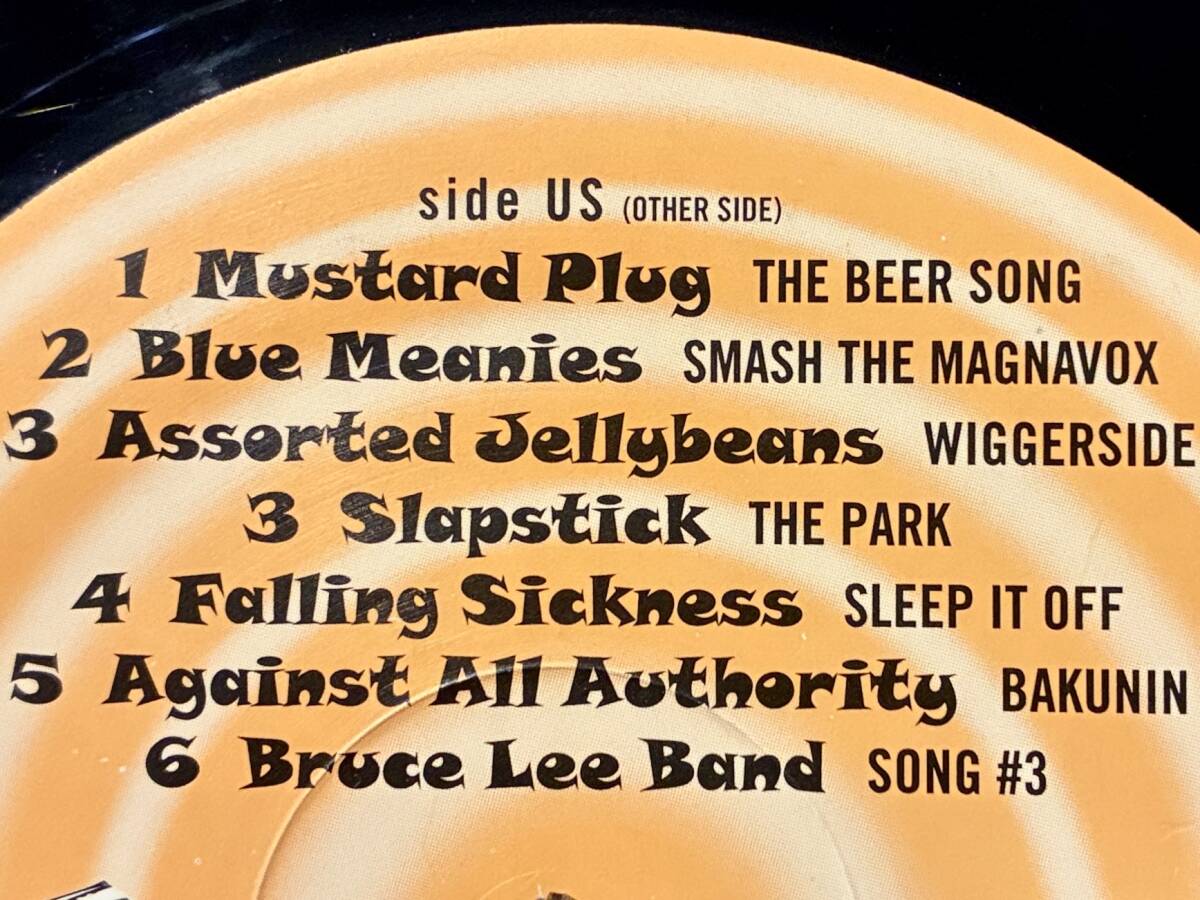 side US (OTHER SIDE)
1 Mustard Plug THE BEER SONG
2 Blue Meanies SMASH THE MAGNAVOX
3 Assorted Jellybeans WIGGERSIDE
3 Slapstick THE PARK
4 Falling Sickness SLEEP IT OFF
5 Against All Authority BAKUNIN
6 Bruce Lee Band SONG #3